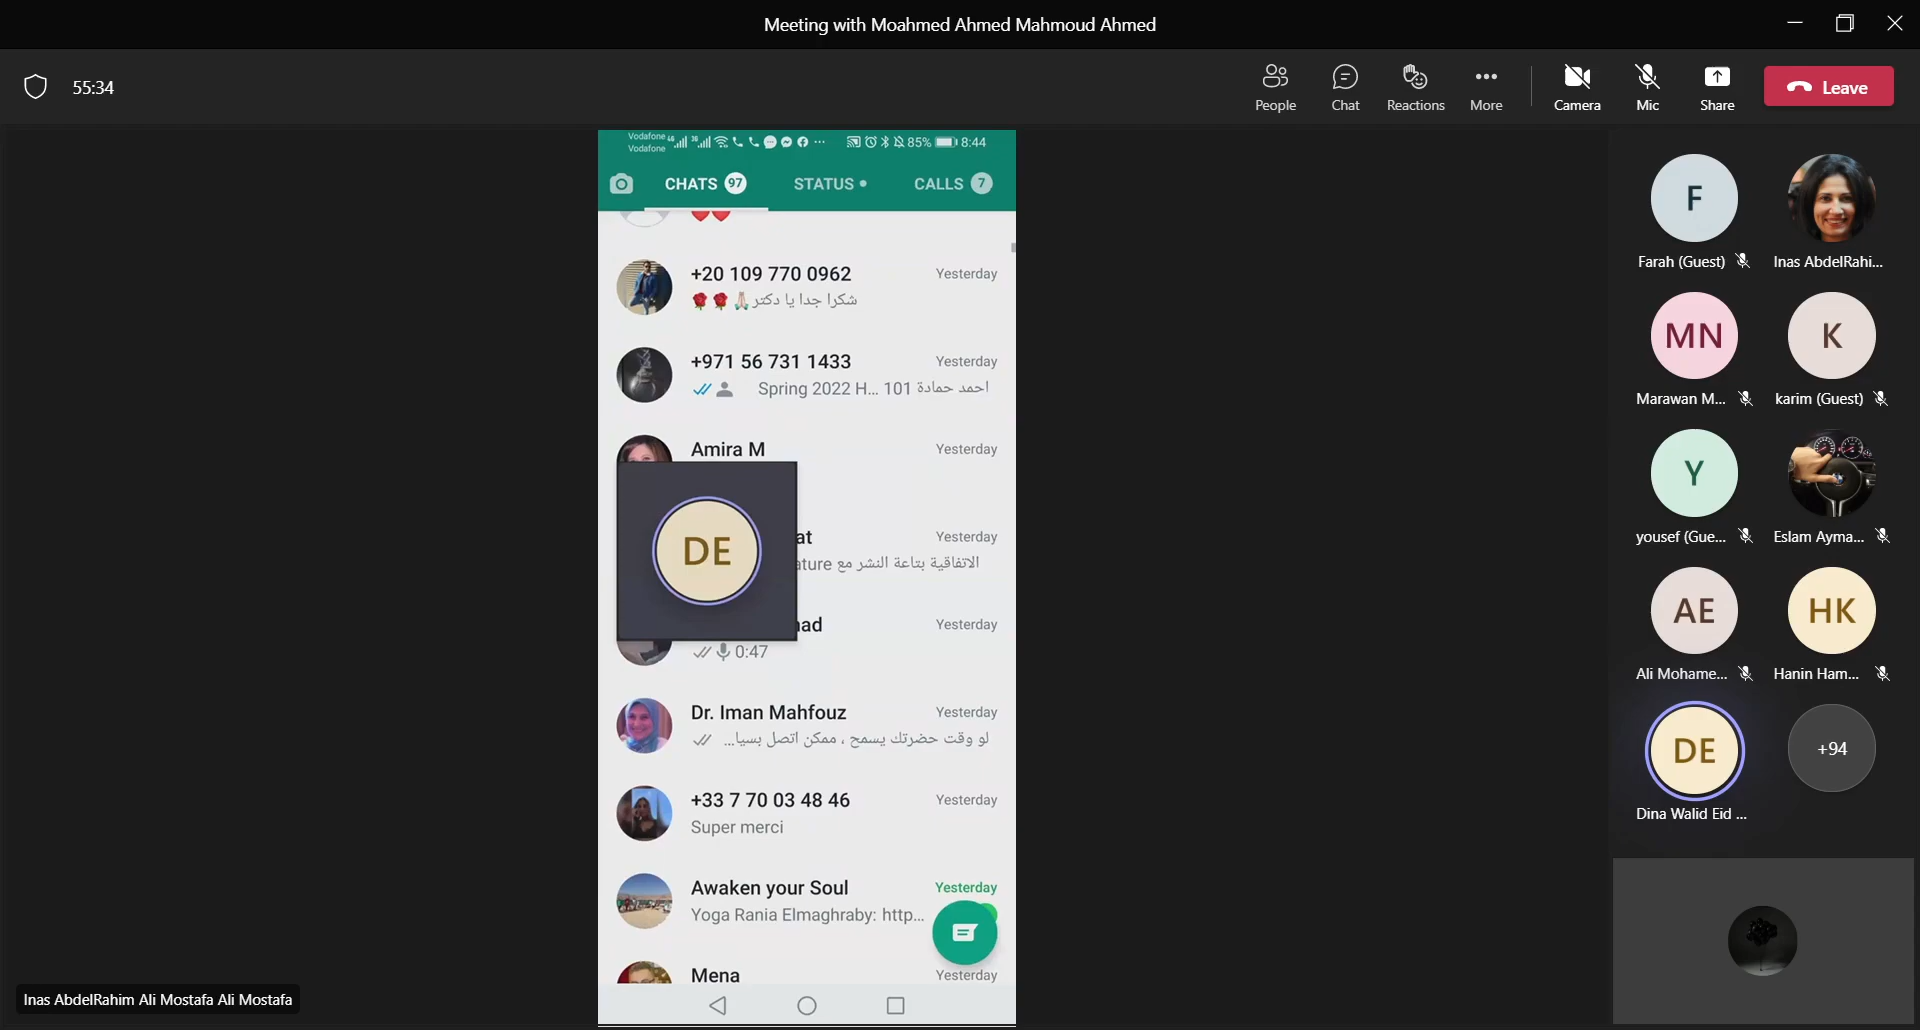 Meeting with Moahmed Ahmed Mahmoud Ahmed
55:34
People
Chat
Reactions
More
Camera
Mic
Share
Leave
Vodafone
Vodafone
4G
3G
85%
8:44
CHATS 97
STATUS
CALLS 7
+20 109 770 0962 Yesterday
شكرا جدا يا دكتر🙏🏻🌹🌹
+971 56 731 1433 Yesterday
احمد حمادة 101 Spring 2022 H...
Amira M Yesterday
at Yesterday
الاتفاقية بتاعة النشر مع ature
ad Yesterday
0:47
Dr. Iman Mahfouz Yesterday
لو وقت حضرتك يسمح ، ممكن اتصل بسيا...
+33 7 70 03 48 46 Yesterday
Super merci
Awaken your Soul Yesterday
Yoga Rania Elmaghraby: http...
Mena Yesterday
DE
Inas AbdelRahim Ali Mostafa Ali Mostafa
F
Farah (Guest)
Inas AbdelRahi...
MN
Marawan M...
K
karim (Guest)
Y
yousef (Gue...
Eslam Ayma...
AE
Ali Mohame...
HK
Hanin Ham...
DE
Dina Walid Eid ...
+94